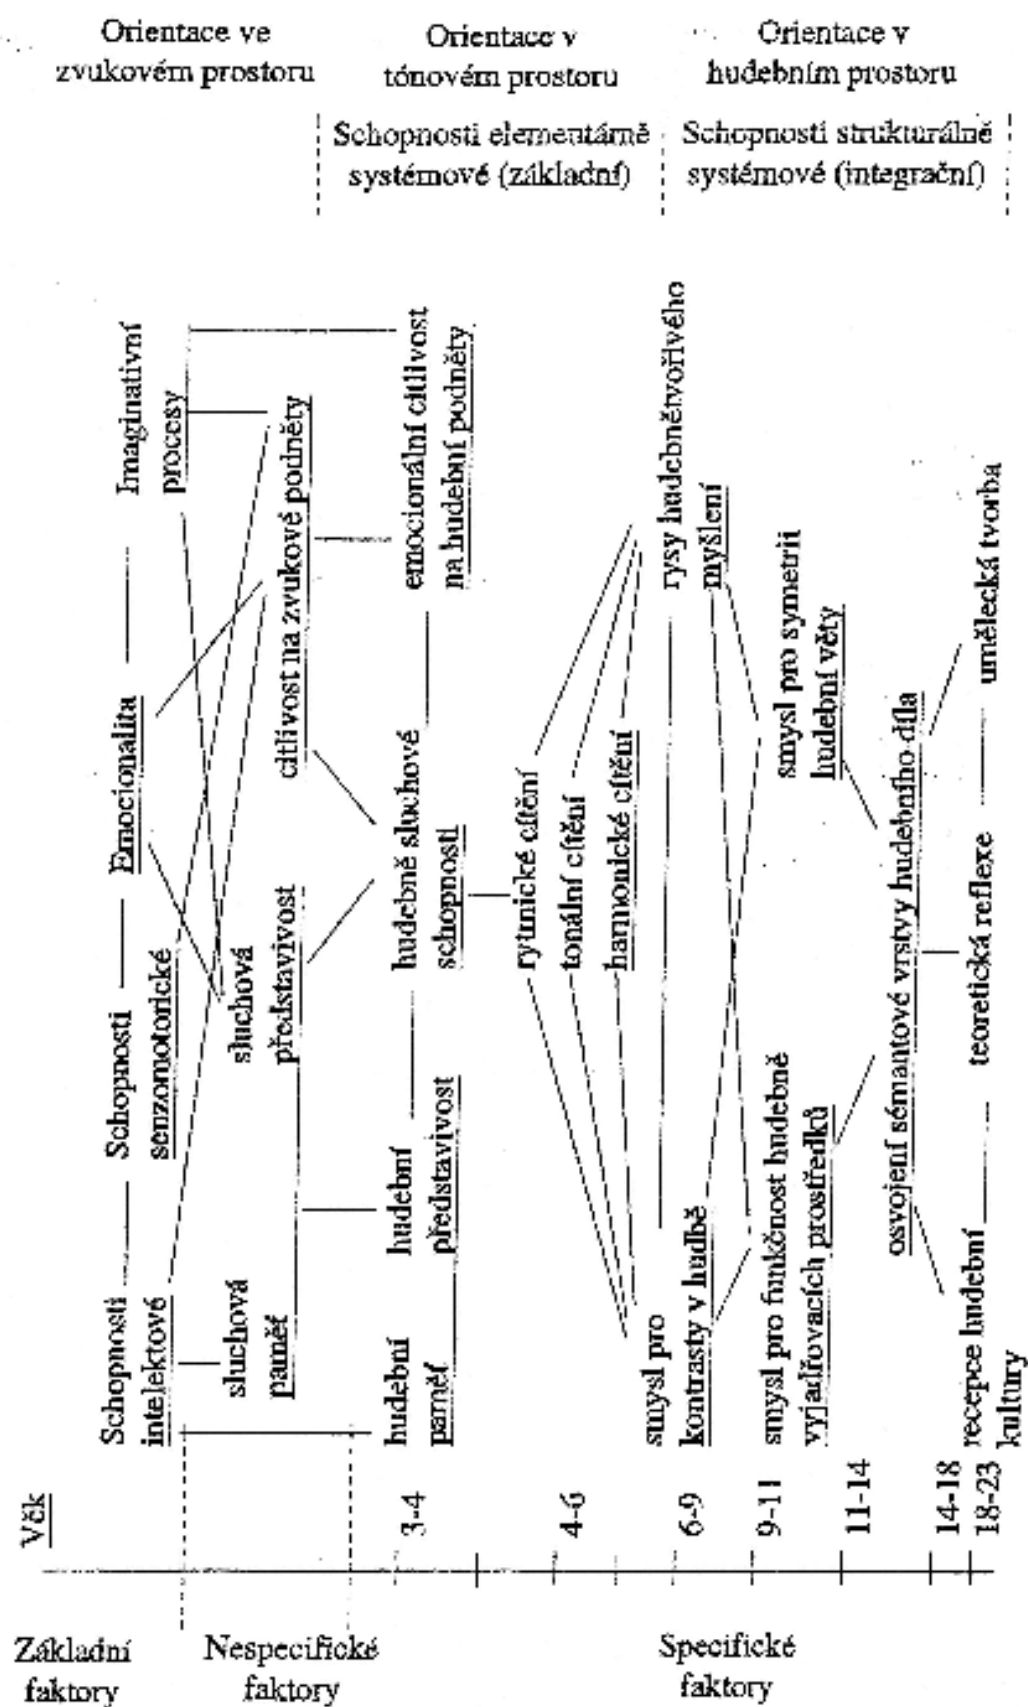 Orientace ve
zvukovém prostoru
Orientace v
tónovém prostoru
Orientace v
hudebním prostoru
Schopnosti elementárně
systémové (základní)
Schopnosti strukturálně
systémové (integrační)
Věk
Schopnosti
intelektové
Schopnosti
senzomotorické
Emocionalita
Imaginativní
procesy
sluchová
paměť
sluchová
představivost
citlivost na zvukové podněty
3-4
hudební
paměť
hudební
představivost
hudebně sluchové
schopnosti
emocionální citlivost
na hudební podněty
4-6
rytmické cítění
tonální cítění
harmonické cítění
6-9
smysl pro
kontrasty v hudbě
rysy hudebnětvořivého
myšlení
9-11
smysl pro funkčnost hudebně
vyjadřovacích prostředků
smysl pro symetrii
hudební věty
11-14
osvojení sémantové vrstvy hudebního díla
14-18
18-23
recepce hudební
kultury
teoretická reflexe
umělecká tvorba
Základní
faktory
Nespecifické
faktory
Specifické
faktory